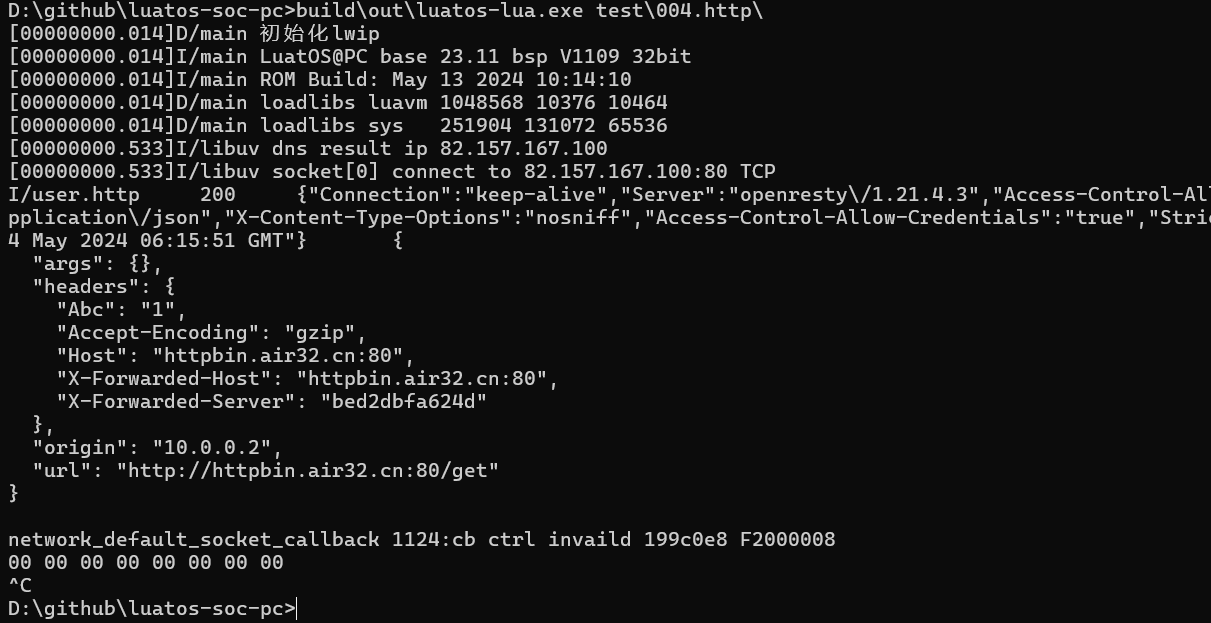 D:\github\luatos-soc-pc>build\out\luatos-lua.exe test\004.http\
[00000000.014]D/main 初始化lwip
[00000000.014]I/main LuatOS@PC base 23.11 bsp V1109 32bit
[00000000.014]I/main ROM Build: May 13 2024 10:14:10
[00000000.014]D/main loadlibs luavm 1048568 10376 10464
[00000000.014]D/main loadlibs sys   251904 131072 65536
[00000000.533]I/libuv dns result ip 82.157.167.100
[00000000.533]I/libuv socket[0] connect to 82.157.167.100:80 TCP
I/user.http     200     {"Connection":"keep-alive","Server":"openresty\/1.21.4.3","Access-Control-Al
pplication\/json","X-Content-Type-Options":"nosniff","Access-Control-Allow-Credentials":"true","Stric
4 May 2024 06:15:51 GMT"}       {
  "args": {},
  "headers": {
    "Abc": "1",
    "Accept-Encoding": "gzip",
    "Host": "httpbin.air32.cn:80",
    "X-Forwarded-Host": "httpbin.air32.cn:80",
    "X-Forwarded-Server": "bed2dbfa624d"
  },
  "origin": "10.0.0.2",
  "url": "http://httpbin.air32.cn:80/get"
}
network_default_socket_callback 1124:cb ctrl invaild 199c0e8 F2000008
00 00 00 00 00 00 00 00
^C
D:\github\luatos-soc-pc>